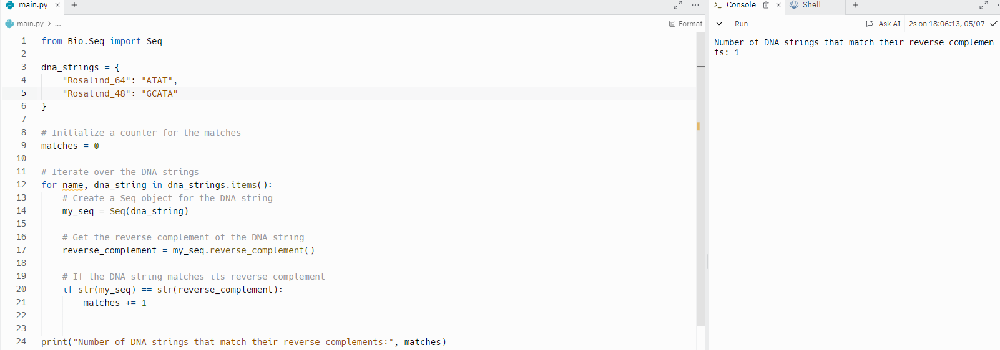 main.py × +
main.py > ...
Format
1 from Bio.Seq import Seq
2
3 dna_strings = {
4     "Rosalind_64": "ATAT",
5     "Rosalind_48": "GCATA"
6 }
7
8 # Initialize a counter for the matches
9 matches = 0
10
11 # Iterate over the DNA strings
12 for name, dna_string in dna_strings.items():
13     # Create a Seq object for the DNA string
14     my_seq = Seq(dna_string)
15
16     # Get the reverse complement of the DNA string
17     reverse_complement = my_seq.reverse_complement()
18
19     # If the DNA string matches its reverse complement
20     if str(my_seq) == str(reverse_complement):
21         matches += 1
22
23
24 print("Number of DNA strings that match their reverse complements:", matches)
Console × Shell +
Run Ask AI 2s on 18:06:13, 05/07
Number of DNA strings that match their reverse complemen
ts: 1